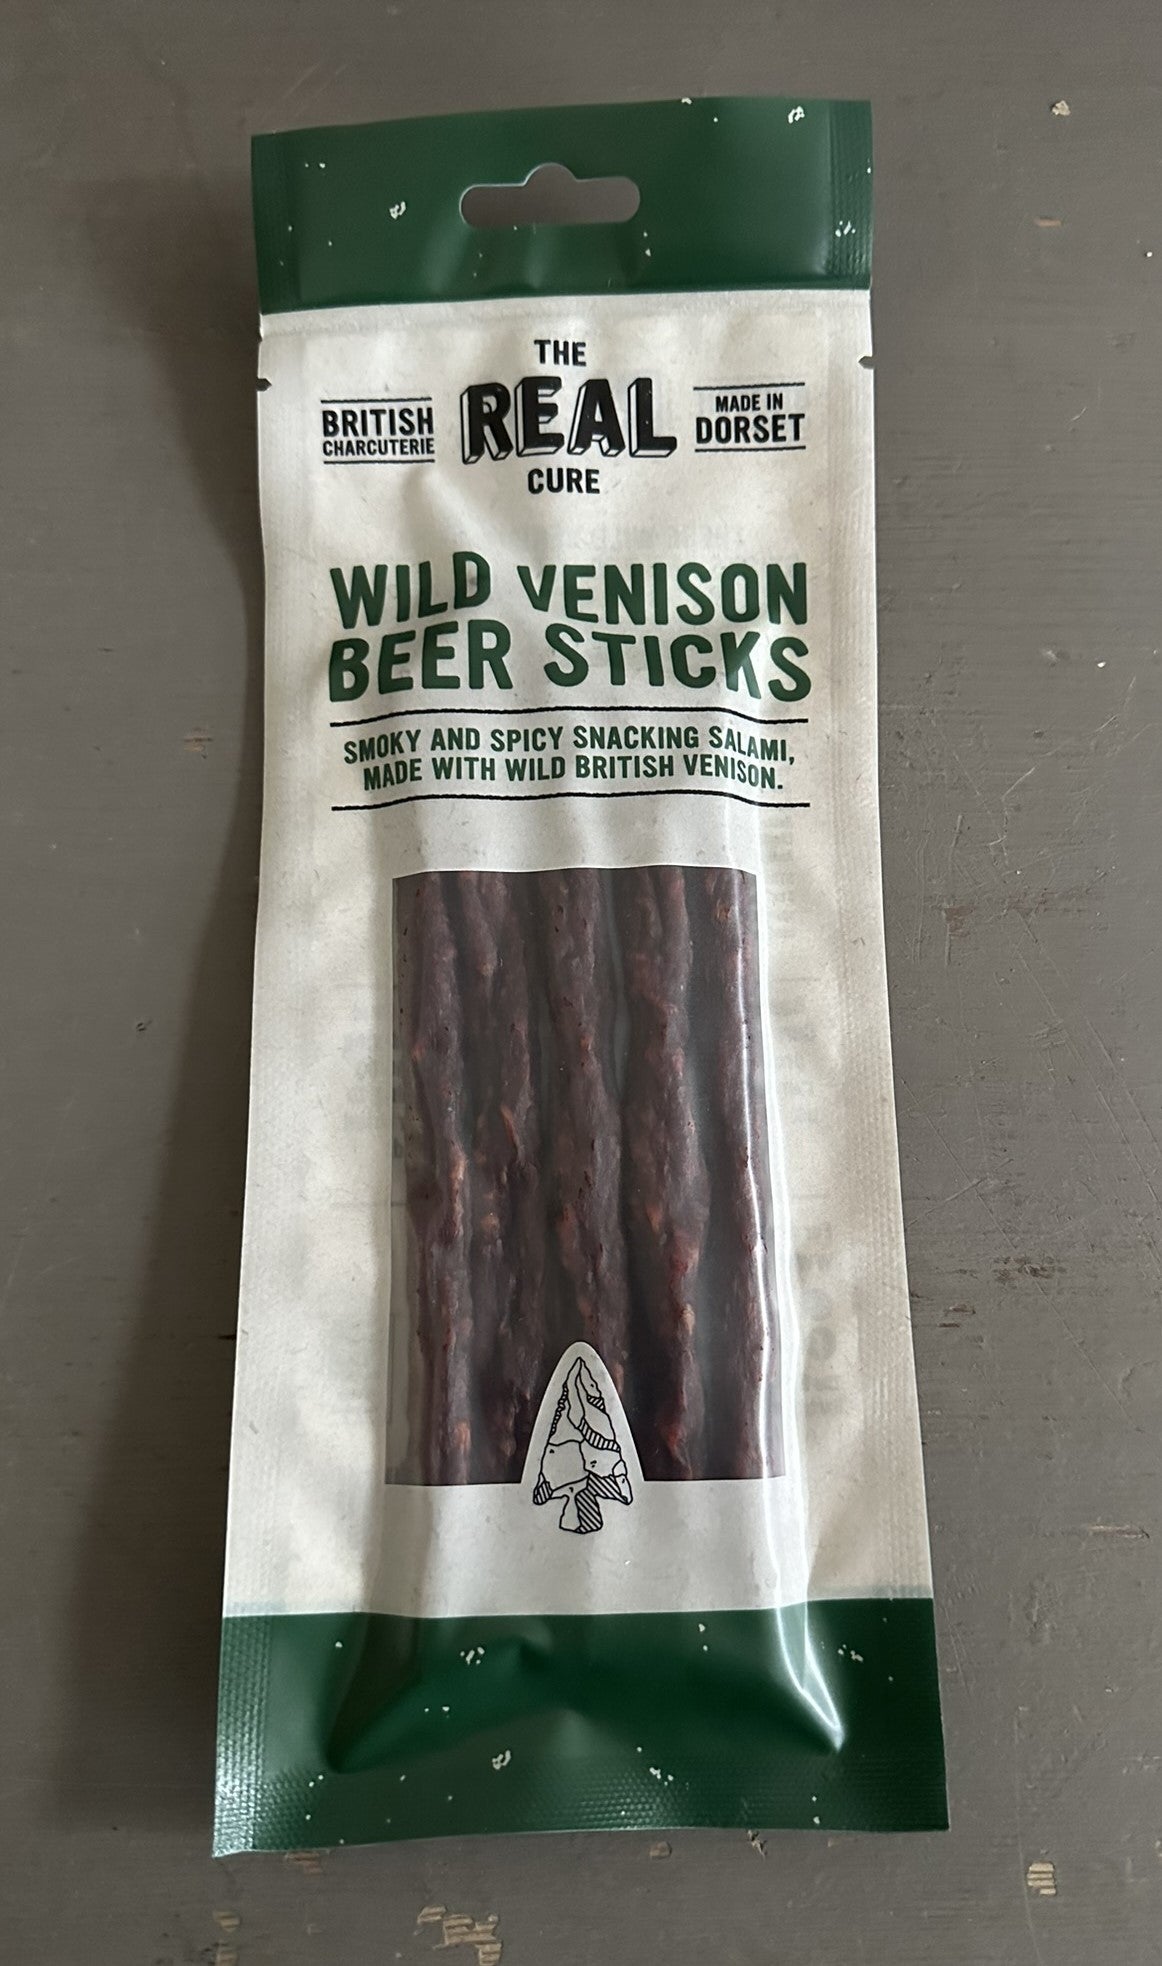 THE
REAL
CURE
BRITISH
CHARCUTERIE
MADE IN
DORSET
WILD VENISON
BEER STICKS
SMOKY AND SPICY SNACKING SALAMI,
MADE WITH WILD BRITISH VENISON.